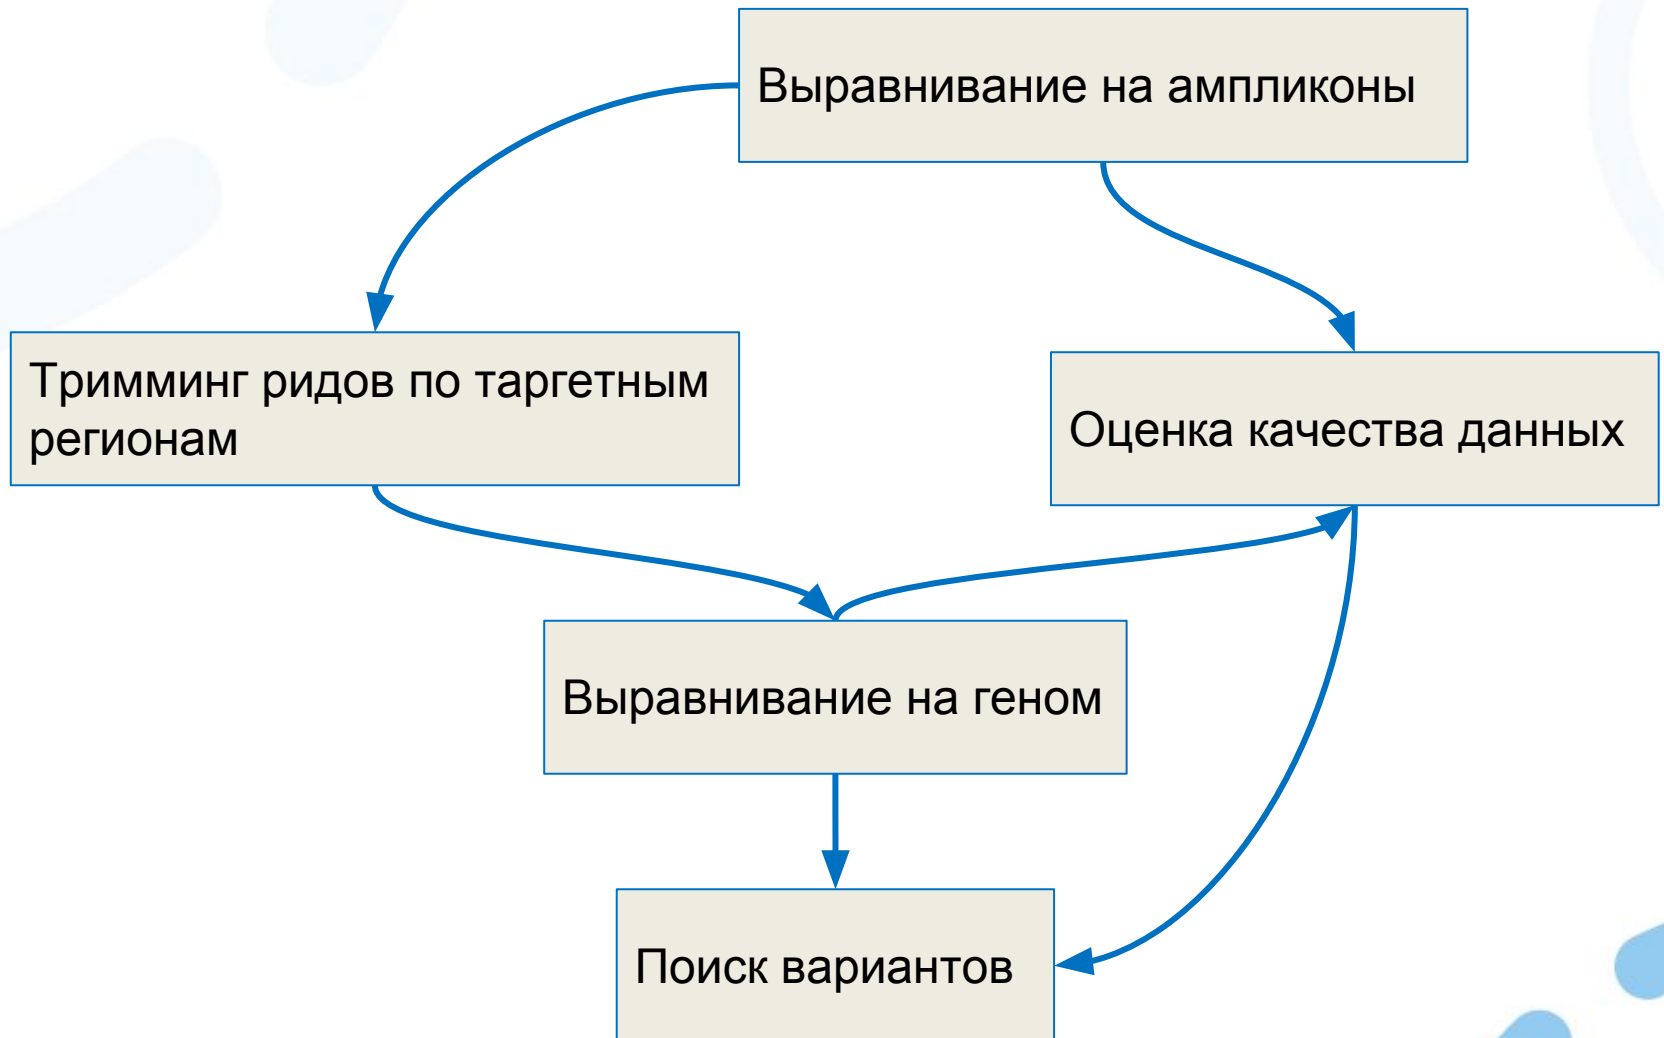 Выравнивание на ампликоны
Тримминг ридов по таргетным
регионам
Оценка качества данных
Выравнивание на геном
Поиск вариантов